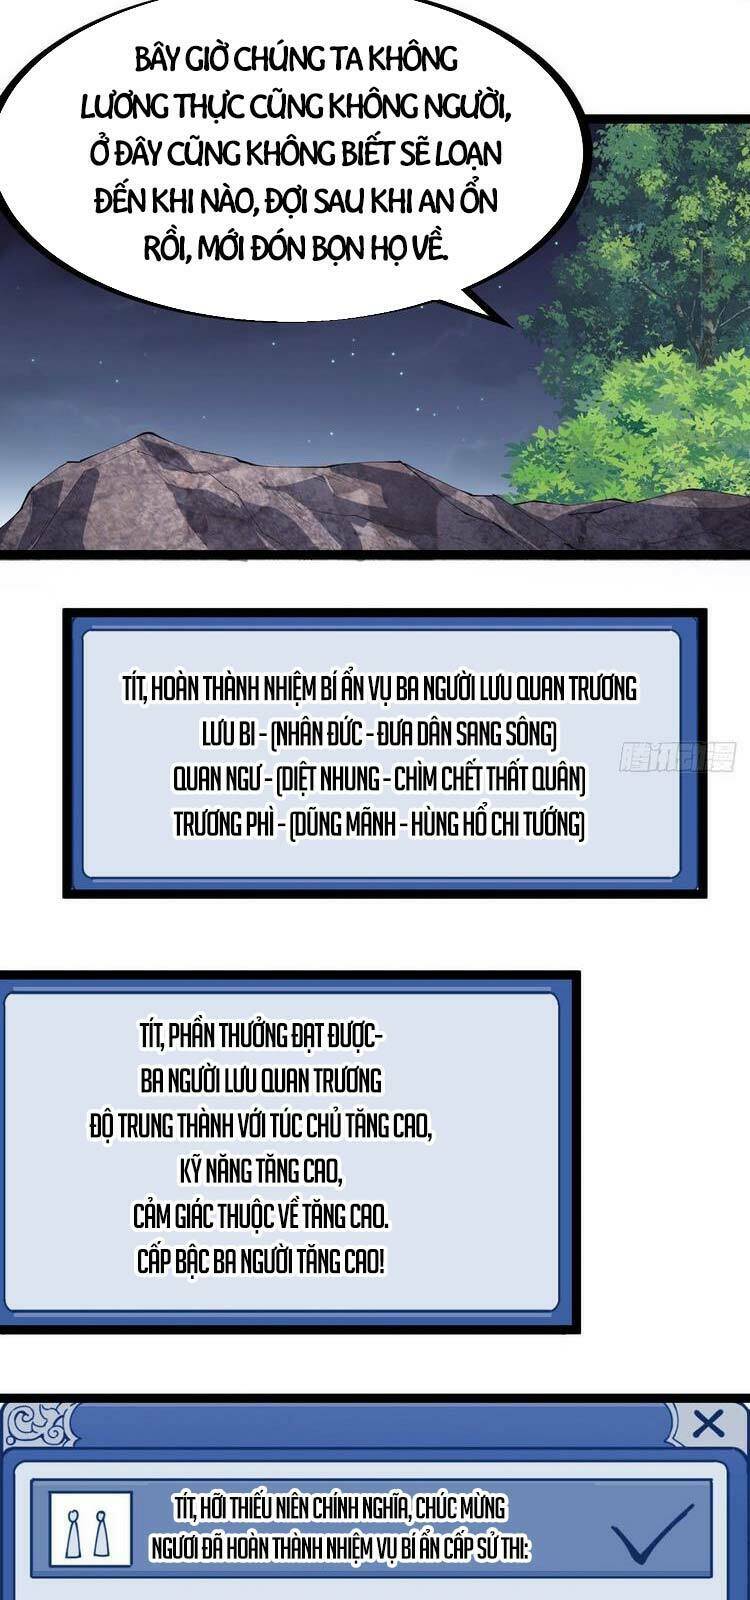 BÂY GIỜ CHÚNG TA KHÔNG
LƯƠNG THỰC CŨNG KHÔNG NGƯỜI,
Ở ĐÂY CŨNG KHÔNG BIẾT SẼ LOẠN
ĐẾN KHI NÀO, ĐỢI SAU KHI AN ỔN
RỒI, MỚI ĐÓN BỌN HỌ VỀ.
TÍT, HOÀN THÀNH NHIỆM BÍ ẨN VỤ BA NGƯỜI LƯU QUAN TRƯƠNG
LƯU BI - (NHÂN ĐỨC - ĐƯA DÂN SANG SÔNG)
QUAN NGƯ - (DIỆT NHUNG - CHÌM CHẾT THẤT QUÂN)
TRƯƠNG PHÌ - (DŨNG MÃNH - HÙNG HỔ CHI TƯỚNG)
腾讯动漫
TÍT, PHẦN THƯỞNG ĐẠT ĐƯỢC-
BA NGƯỜI LƯU QUAN TRƯƠNG
ĐỘ TRUNG THÀNH VỚI TÚC CHỦ TĂNG CAO,
KỸ NĂNG TĂNG CAO,
CẢM GIÁC THUỘC VỀ TĂNG CAO.
CẤP BẬC BA NGƯỜI TĂNG CAO!
TÍT, HỠI THIẾU NIÊN CHÍNH NGHĨA, CHÚC MỪNG
NGƯƠI ĐÃ HOÀN THÀNH NHIỆM VỤ BÍ ẨN CẤP SỬ THI: